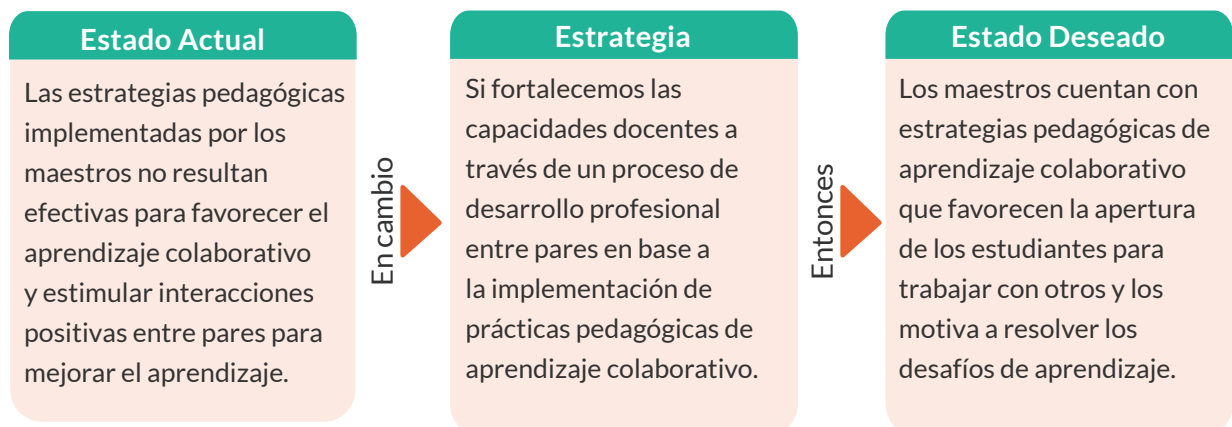 Estado Actual
Las estrategias pedagógicas
implementadas por los
maestros no resultan
efectivas para favorecer el
aprendizaje colaborativo
y estimular interacciones
positivas entre pares para
mejorar el aprendizaje.
En cambio
Estrategia
Si fortalecemos las
capacidades docentes a
través de un proceso de
desarrollo profesional
entre pares en base a
la implementación de
prácticas pedagógicas de
aprendizaje colaborativo.
Entonces
Estado Deseado
Los maestros cuentan con
estrategias pedagógicas de
aprendizaje colaborativo
que favorecen la apertura
de los estudiantes para
trabajar con otros y los
motiva a resolver los
desafíos de aprendizaje.